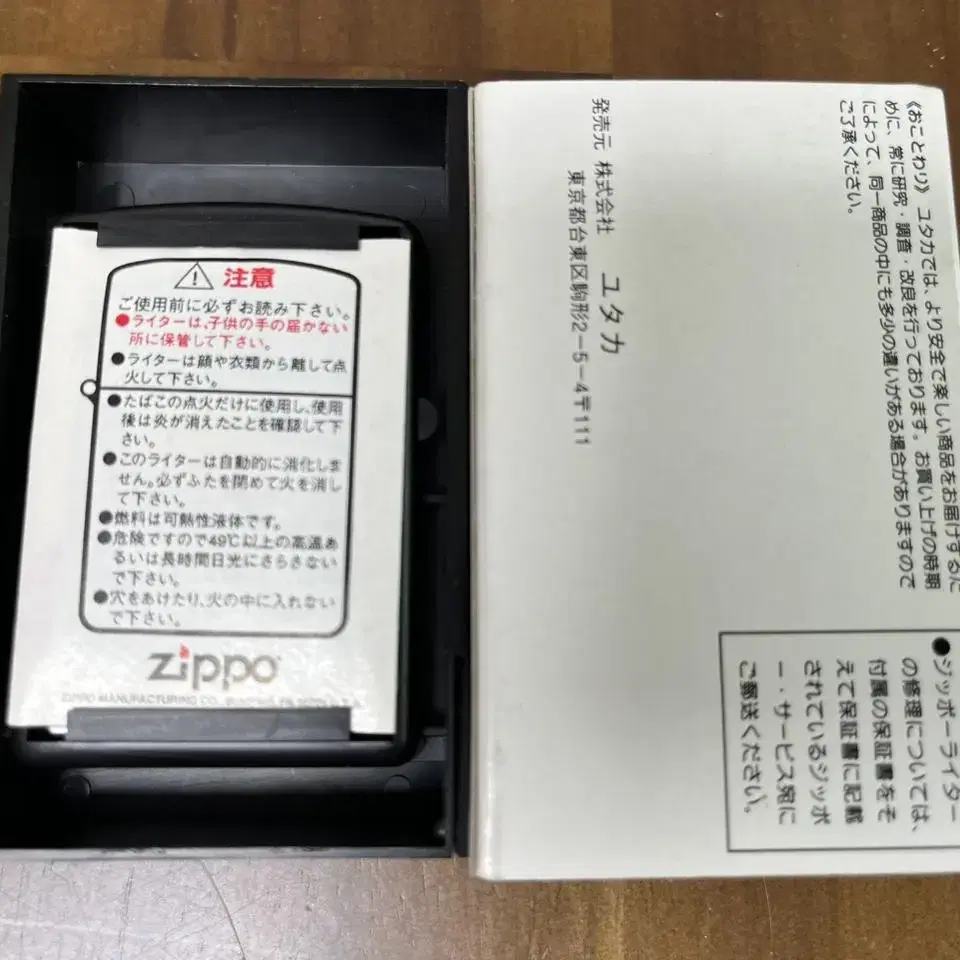 注意
ご使用前に必ずお読み下さい。
●ライターは、子供の手の届かない
所に保管して下さい。
●ライターは顔や衣類から離して点
火して下さい。
●たばこの点火だけに使用し、使用
後は炎が消えたことを確認して下
さい。
●このライターは自動的に消化しま
せん。必ずふたを閉めて火を消し
て下さい。
●燃料は可熱性液体です。
●危険ですので49℃以上の高温あ
るいは長時間日光にさらさない
で下さい。
●穴をあけたり、火の中に入れない
で下さい。
zippo
ZIPPO MANUFACTURING CO.,
《おことわり》 ユタカでは、より安全で楽しい商品をお届けするた
めに、常に研究・調査・改良を行っております。お買い上げの時期
によって、同一商品の中にも多少の違いがある場合がありますので
ご了承ください。
発売元 株式会社 ユタカ
東京都台東区駒形2-5-4〒111
●ジッポーライター
の修理については、
付属の保証書をそ
えて保証書に記載
されているジッポ
ー・サービス宛に
ご郵送ください。